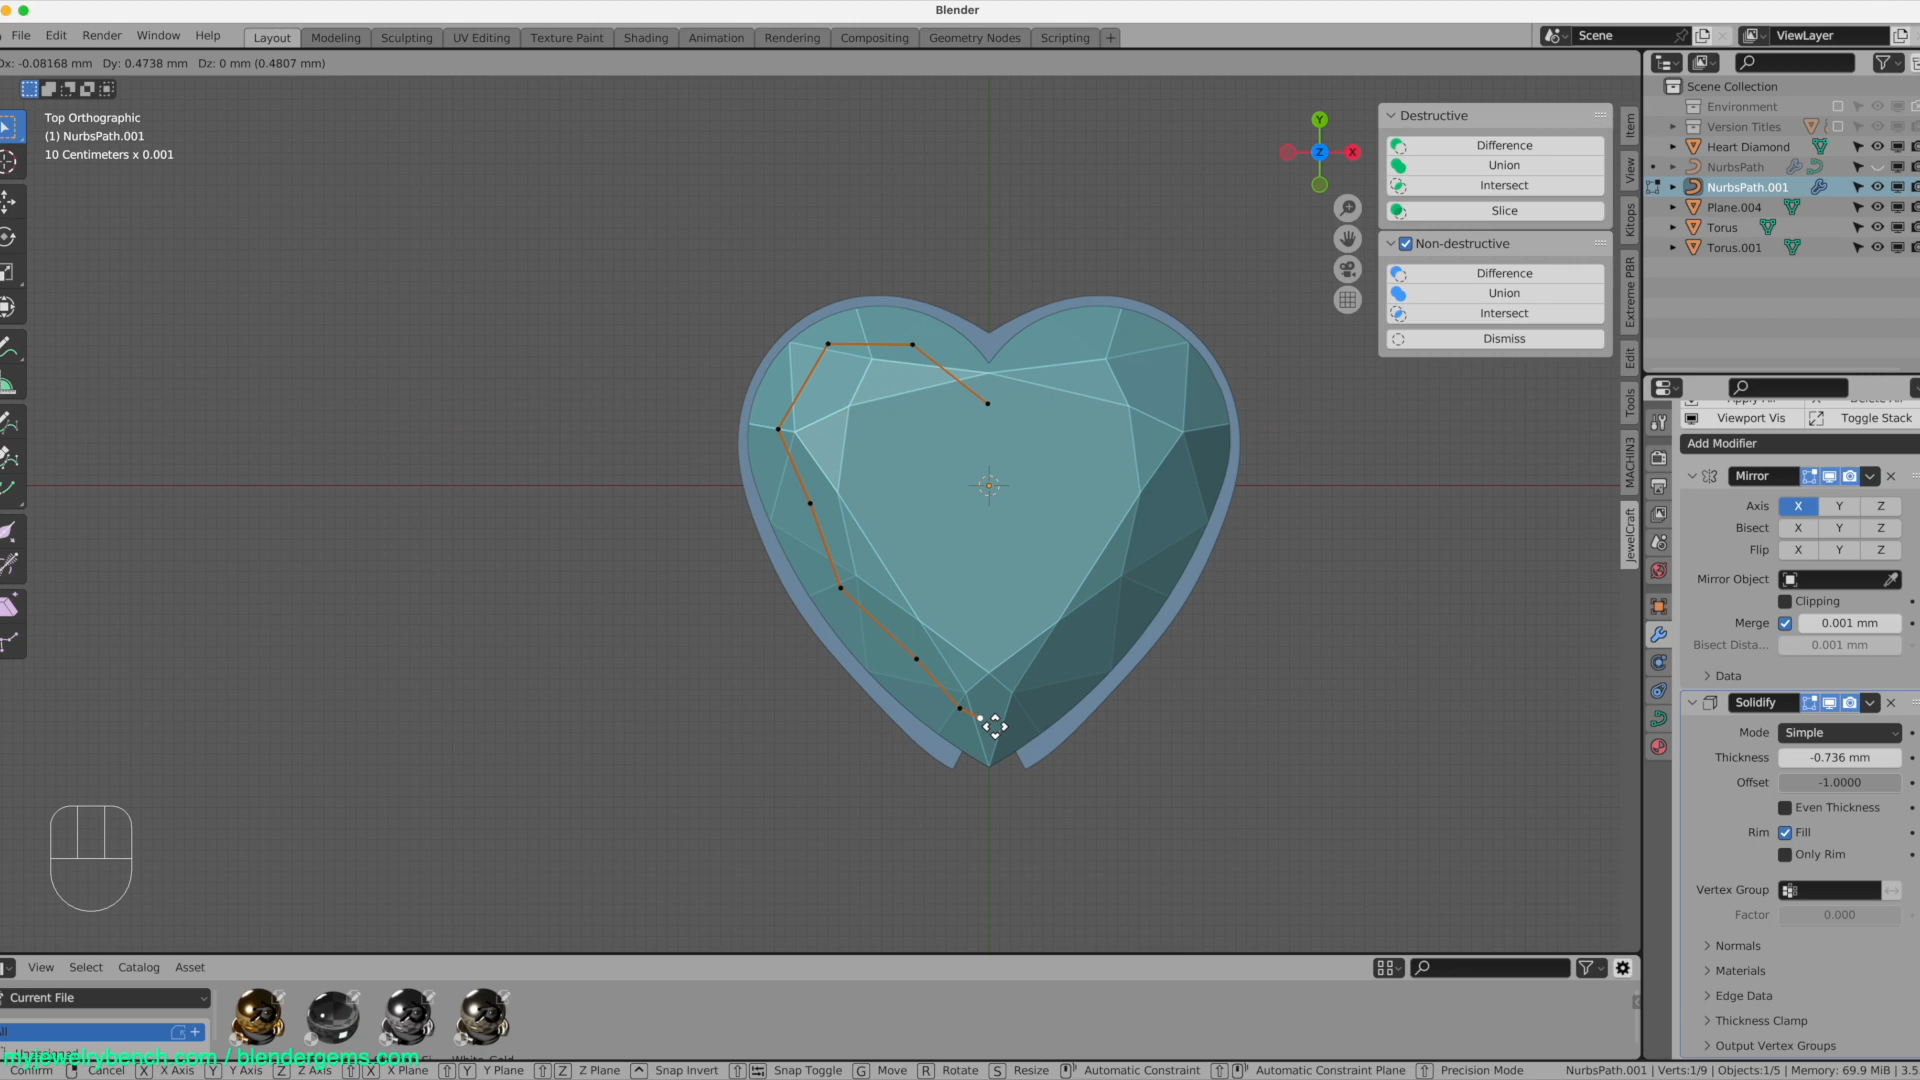 Blender
File Edit Render Window Help Layout Modeling Sculpting UV Editing Texture Paint Shading Animation Rendering Compositing Geometry Nodes Scripting + Scene ViewLayer
Dx: -0.08168 mm Dy: 0.4738 mm Dz: 0 mm (0.4807 mm)
Top Orthographic
(1) NurbsPath.001
10 Centimeters x 0.001
Y
X
Z
Destructive
Difference
Union
Intersect
Slice
Non-destructive
Difference
Union
Intersect
Dismiss
Item
View
Kitops
Extreme PBR
Edit
Tools
MACHIN3
JewelCraft
Scene Collection
Environment
Version Titles
Heart Diamond
NurbsPath
NurbsPath.001
Plane.004
Torus
Torus.001
Viewport Vis Toggle Stack
Add Modifier
Mirror
Axis X Y Z
Bisect X Y Z
Flip X Y Z
Mirror Object
Clipping
Merge 0.001 mm
Bisect Dista... 0.001 mm
Data
Solidify
Mode Simple
Thickness -0.736 mm
Offset -1.0000
Even Thickness
Rim Fill
Only Rim
Vertex Group
Factor 0.000
Normals
Materials
Edge Data
Thickness Clamp
Output Vertex Groups
View Select Catalog Asset
Current File
myjewelrybench.com / blendergems.com
Confirm Cancel X X Axis Y Y Axis Z Z Axis X X Plane Y Y Plane Z Z Plane Snap Invert Snap Toggle G Move R Rotate S Resize Automatic Constraint Automatic Constraint Plane Precision Mode NurbsPath.001 | Verts:1/9 | Objects:1/5 | Memory: 69.9 MiB | 3.5